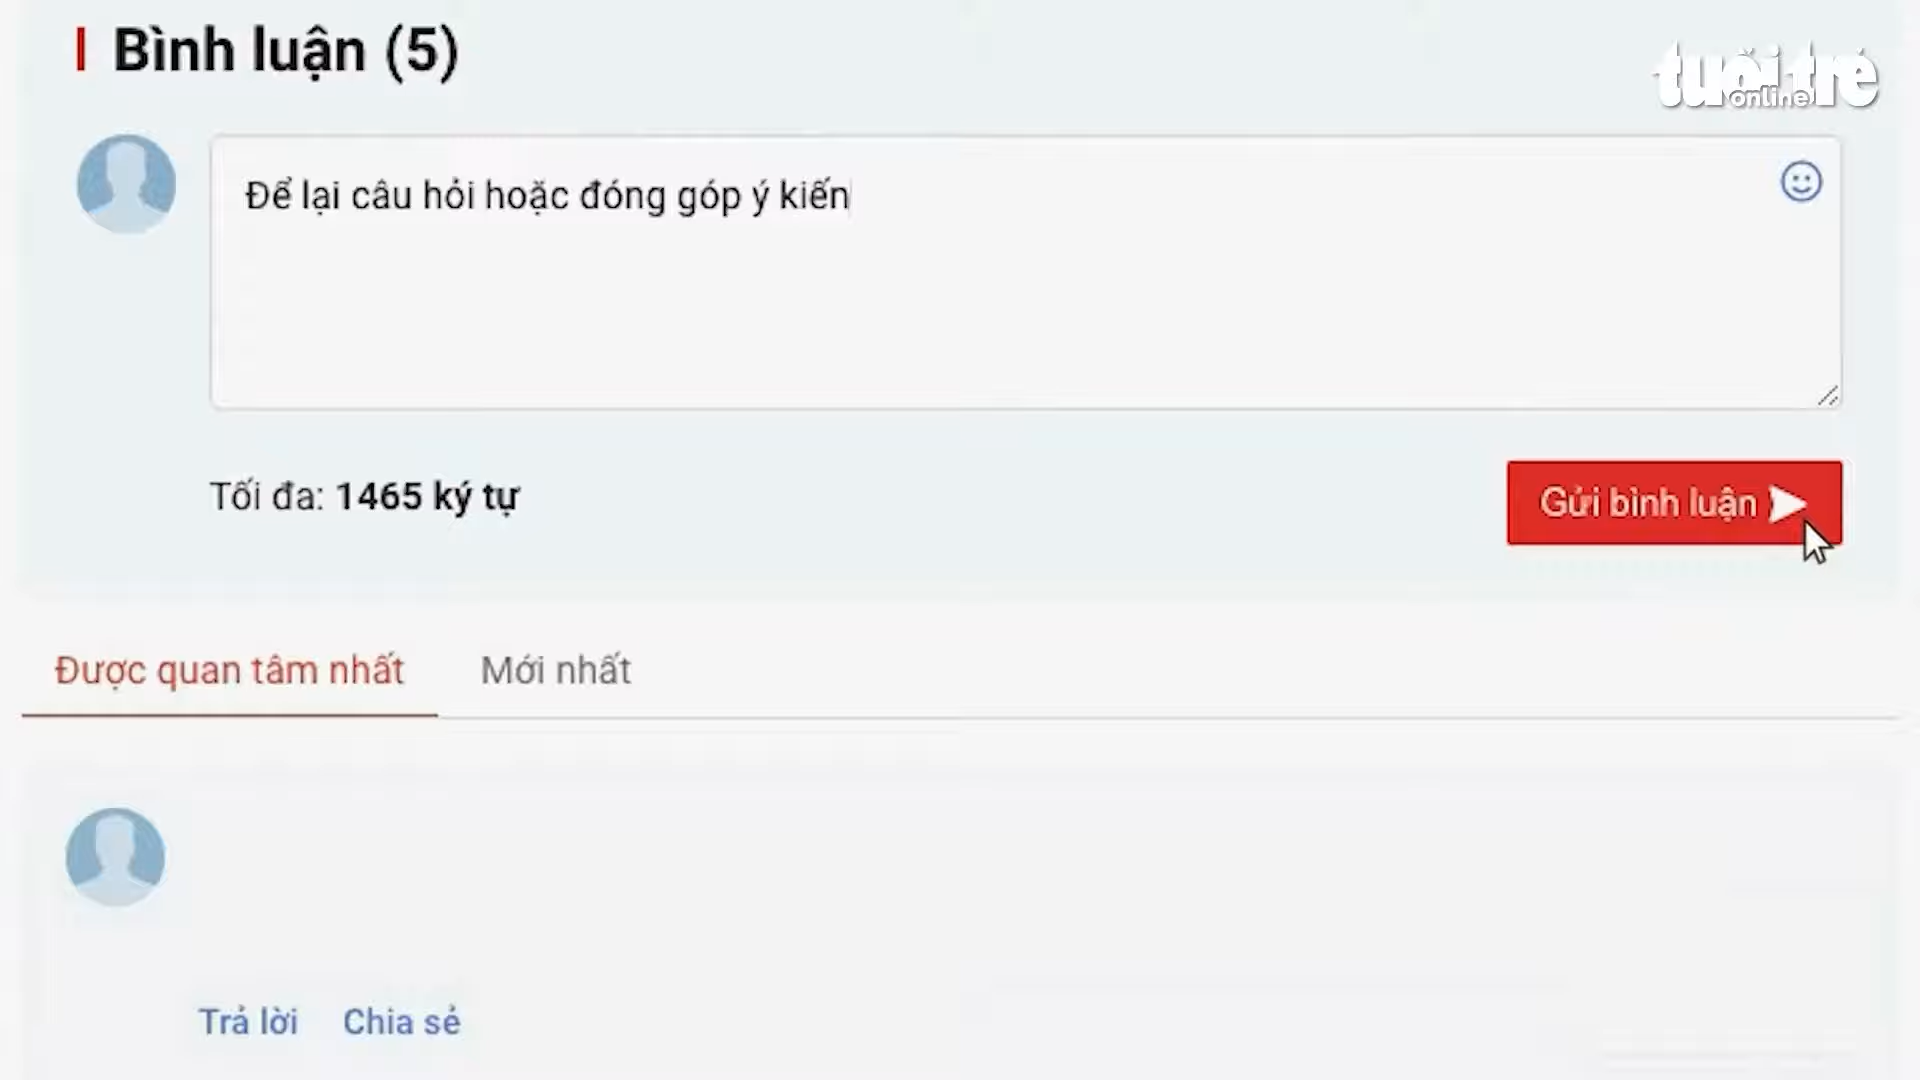 Bình luận (5)
tuổi trẻ
online
Để lại câu hỏi hoặc đóng góp ý kiến
Tối đa: 1465 ký tự
Gửi bình luận
Được quan tâm nhất
Mới nhất
Trả lời
Chia sẻ